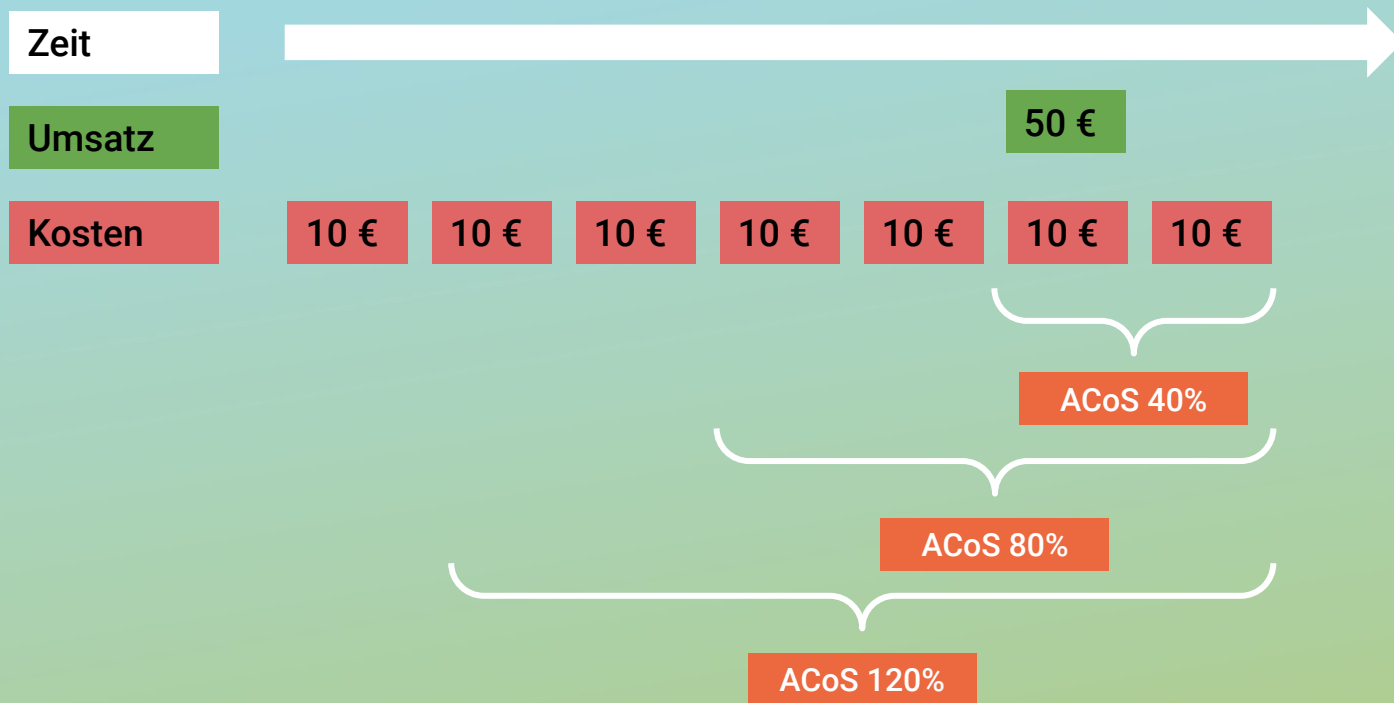 Zeit
Umsatz
50 €
Kosten
10 €
10 €
10 €
10 €
10 €
10 €
10 €
ACoS 40%
ACoS 80%
ACoS 120%